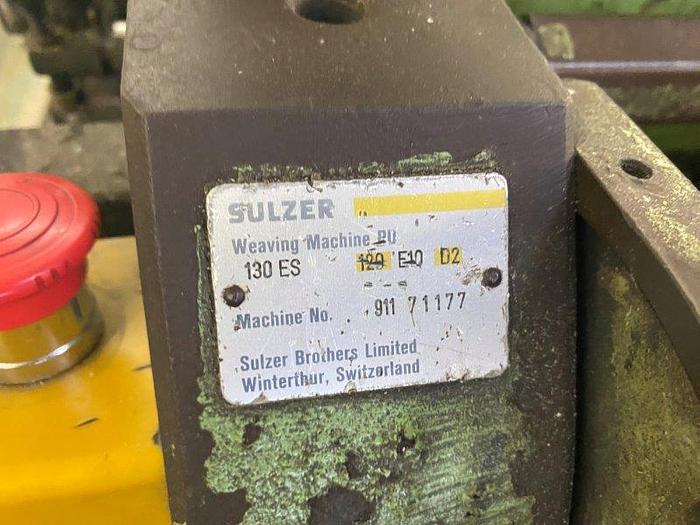 SULZER
Weaving Machine PU
130 ES 129 E10 D2
Machine No. 911 71177
Sulzer Brothers Limited
Winterthur, Switzerland